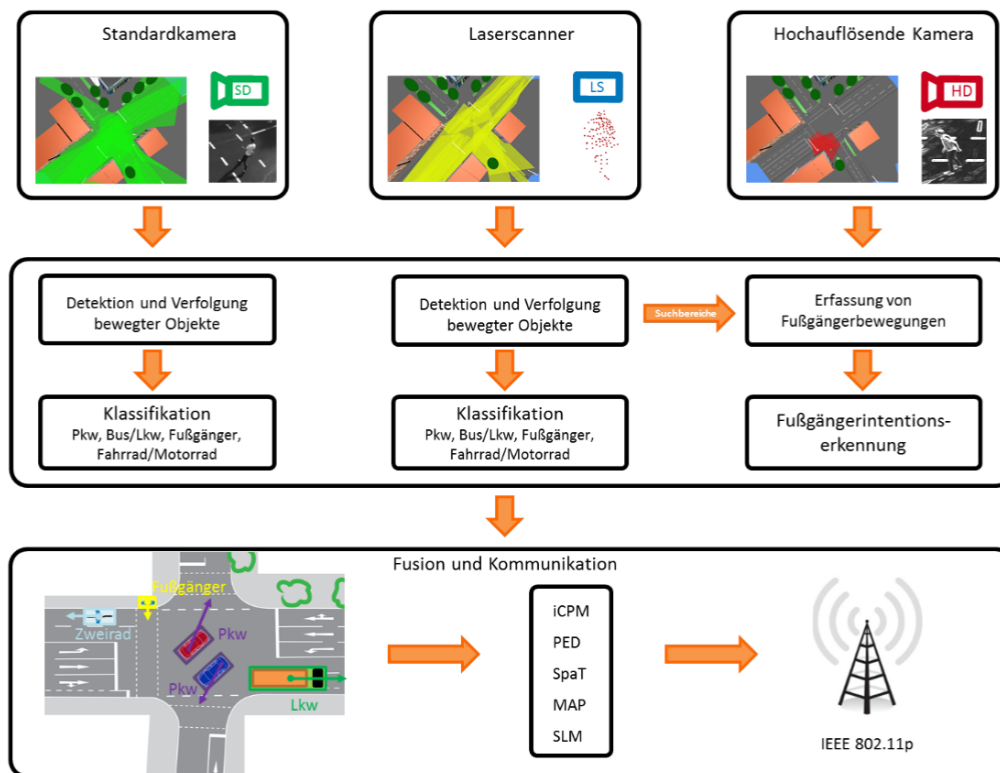 Standardkamera
SD
Laserscanner
LS
Hochauflösende Kamera
HD
Detektion und Verfolgung
bewegter Objekte
Detektion und Verfolgung
bewegter Objekte
Suchbereiche
Erfassung von
Fußgängerbewegungen
Klassifikation
Pkw, Bus/Lkw, Fußgänger,
Fahrrad/Motorrad
Klassifikation
Pkw, Bus/Lkw, Fußgänger,
Fahrrad/Motorrad
Fußgängerintentions-
erkennung
Fusion und Kommunikation
Fußgänger
Zweirad
Pkw
Pkw
Lkw
iCPM
PED
SpaT
MAP
SLM
IEEE 802.11p